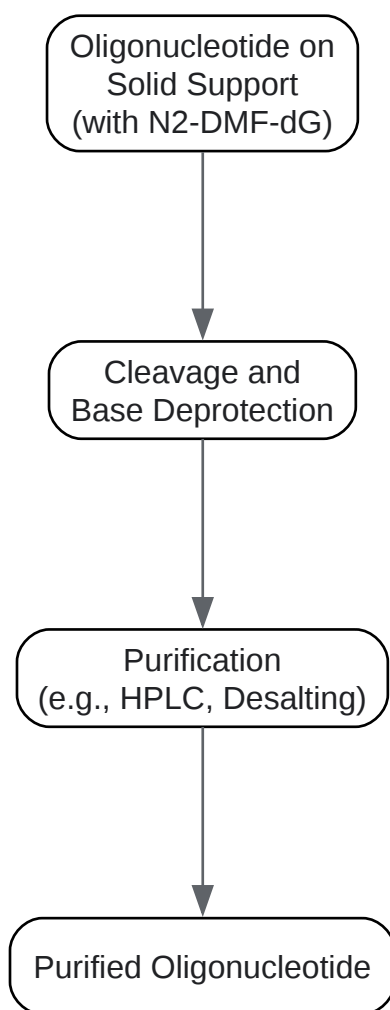 Oligonucleotide on
Solid Support
(with N2-DMF-dG)
Cleavage and
Base Deprotection
Purification
(e.g., HPLC, Desalting)
Purified Oligonucleotide